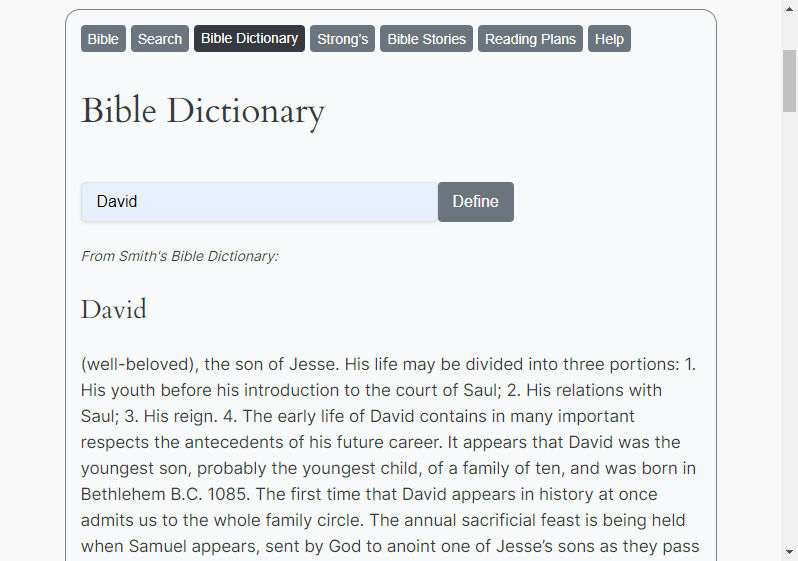 Bible Search Bible Dictionary Strong's Bible Stories Reading Plans Help
Bible Dictionary
David Define
From Smith's Bible Dictionary:
David
(well-beloved), the son of Jesse. His life may be divided into three portions: 1.
His youth before his introduction to the court of Saul; 2. His relations with
Saul; 3. His reign. 4. The early life of David contains in many important
respects the antecedents of his future career. It appears that David was the
youngest son, probably the youngest child, of a family of ten, and was born in
Bethlehem B.C. 1085. The first time that David appears in history at once
admits us to the whole family circle. The annual sacrificial feast is being held
when Samuel appears, sent by God to anoint one of Jesse’s sons as they pass